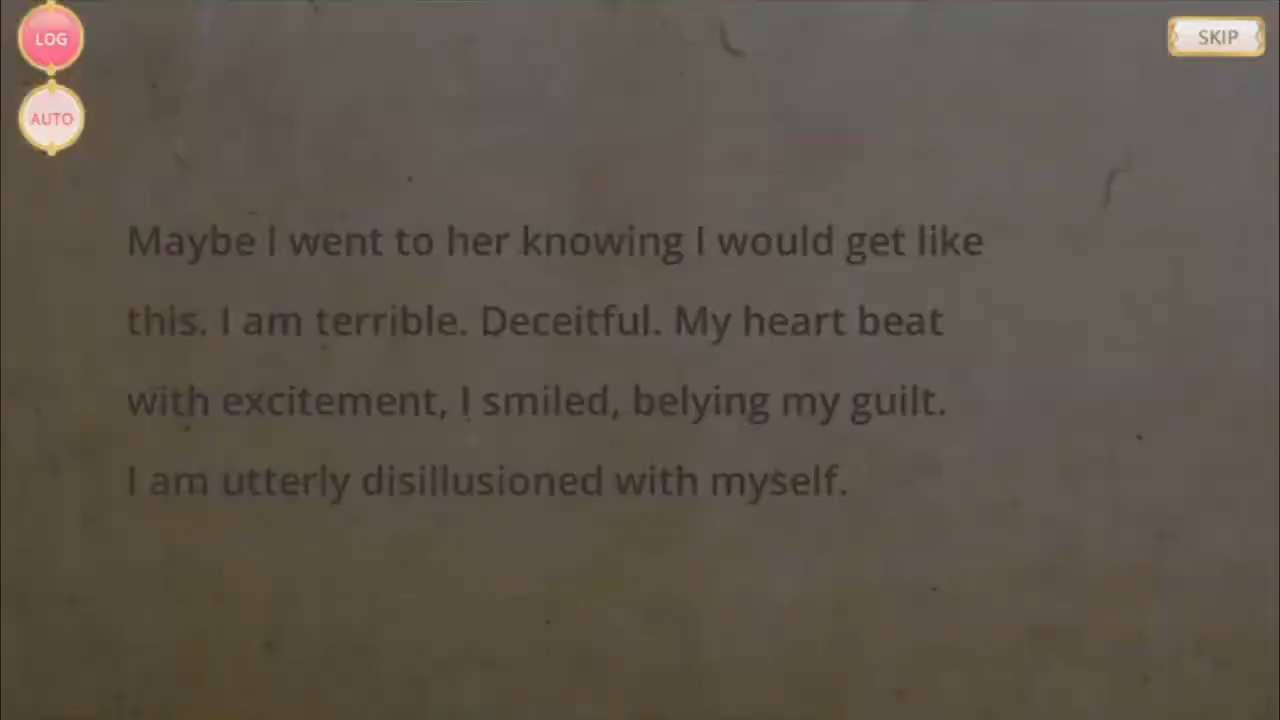 LOG
SKIP
AUTO
Maybe I went to her knowing I would get like
this. I am terrible. Deceitful. My heart beat
with excitement, I smiled, belying my guilt.
I am utterly disillusioned with myself.